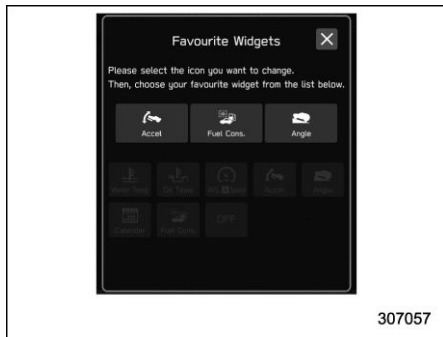 Favourite Widgets
Please select the icon you want to change.
Then, choose your favourite widget from the list below.
Accel Fuel Cons. Angle
Water Temp Oil Temp Accel Angle
Calendar Fuel Cons. OFF
307057